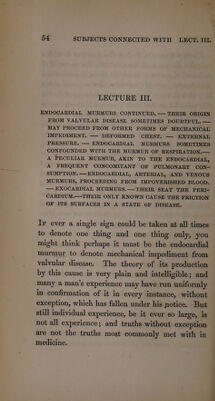 54 SUBJECTS CONNECTED WITH LECT. III.
LECTURE III.
ENDOCARDIAL MURMURS CONTINUED. — THEIR ORIGIN
FROM VALVULAR DISEASE SOMETIMES DOUBTFUL. —
MAY PROCEED FROM OTHER FORMS OF MECHANICAL
IMPEDIMENT. — DEFORMED CHEST. — EXTERNAL
PRESSURE. — ENDOCARDIAL MURMURS SOMETIMES
CONFOUNDED WITH THE MURMUR OF RESPIRATION.—
A PECULIAR MURMUR, AKIN TO THE ENDOCARDIAL,
A FREQUENT CONCOMITANT OF PULMONARY CON-
SUMPTION.—ENDOCARDIAL, ARTERIAL, AND VENOUS
MURMURS, PROCEEDING FROM IMPOVERISHED BLOOD.
— EXOCARDIAL MURMURS.—THEIR SEAT THE PERI-
CARDIUM.—THEIR ONLY KNOWN CAUSE THE FRICTION
OF ITS SURFACES IN A STATE OF DISEASE.
If ever a single sign could be taken at all times
to denote one thing and one thing only, you
might think perhaps it must be the endocardial
murmur to denote mechanical impediment from
valvular disease. The theory of its production
by this cause is very plain and intelligible; and
many a man's experience may have run uniformly
in confirmation of it in every instance, without
exception, which has fallen under his notice. But
still individual experience, be it ever so large, is
not all experience; and truths without exception
are not the truths most commonly met with in
medicine.